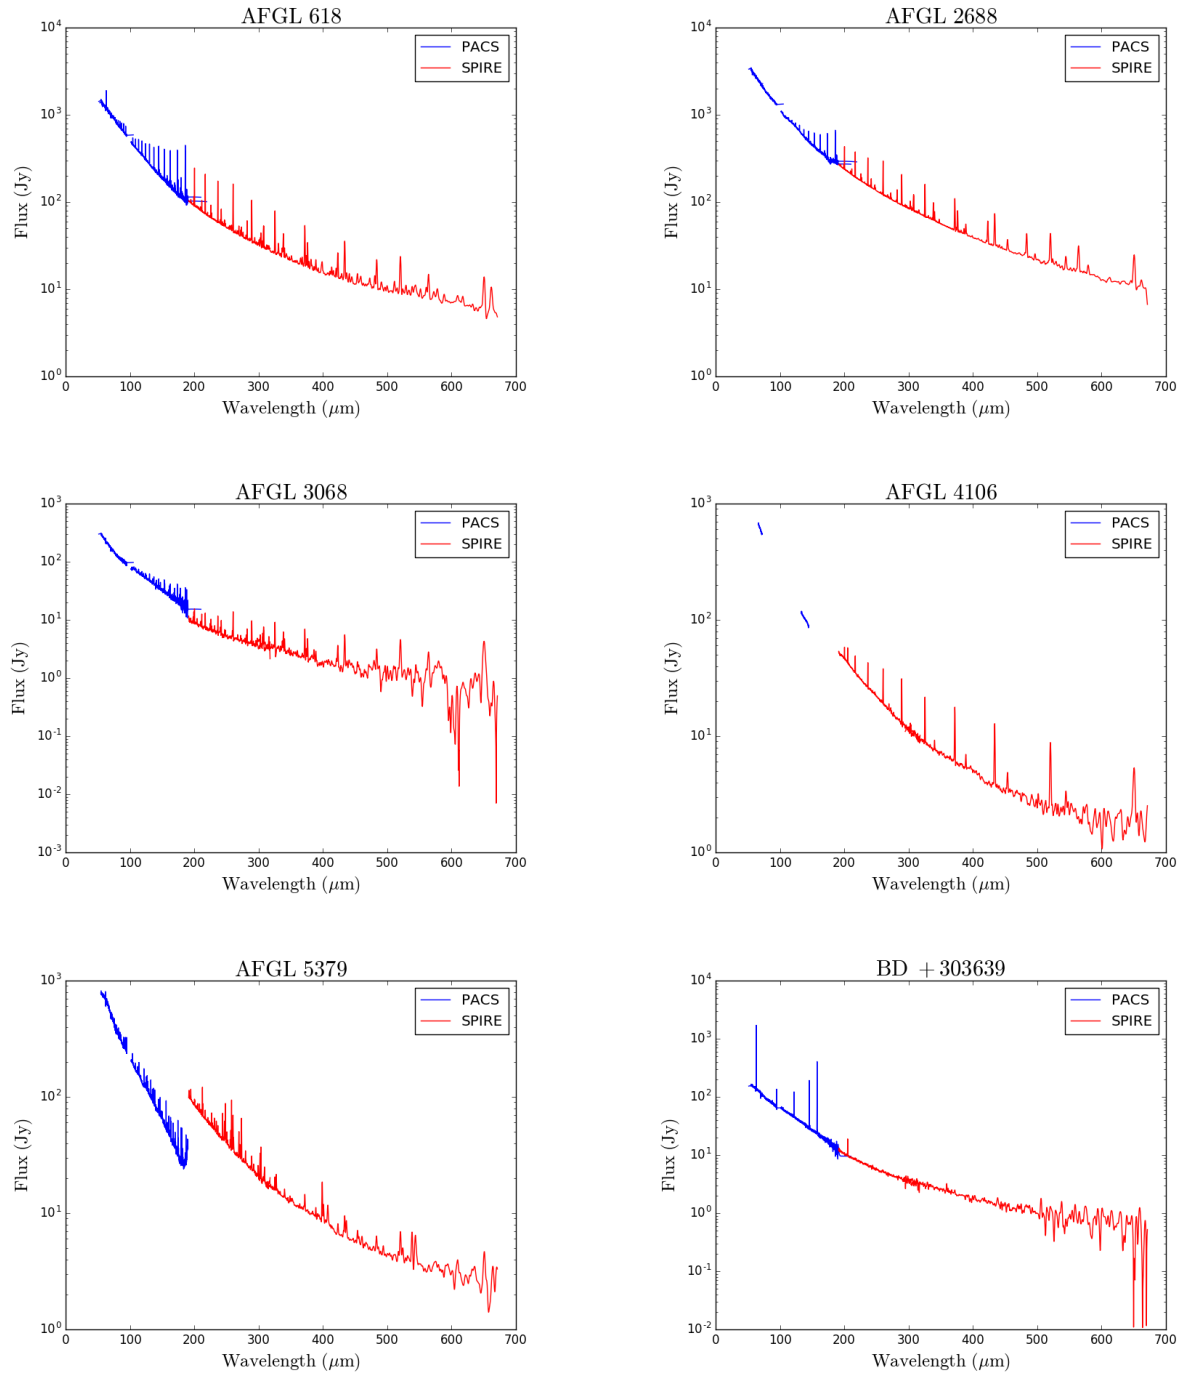 AFGL 618
10^4
10^3
10^2
10^1
10^0
Flux (Jy)
PACS
SPIRE
0 100 200 300 400 500 600 700
Wavelength (μm)
AFGL 2688
10^4
10^3
10^2
10^1
10^0
Flux (Jy)
PACS
SPIRE
0 100 200 300 400 500 600 700
Wavelength (μm)
AFGL 3068
10^3
10^2
10^1
10^0
10^-1
10^-2
10^-3
Flux (Jy)
PACS
SPIRE
0 100 200 300 400 500 600 700
Wavelength (μm)
AFGL 4106
10^3
10^2
10^1
10^0
Flux (Jy)
PACS
SPIRE
0 100 200 300 400 500 600 700
Wavelength (μm)
AFGL 5379
10^3
10^2
10^1
10^0
Flux (Jy)
PACS
SPIRE
0 100 200 300 400 500 600 700
Wavelength (μm)
BD +303639
10^4
10^3
10^2
10^1
10^0
10^-1
10^-2
Flux (Jy)
PACS
SPIRE
0 100 200 300 400 500 600 700
Wavelength (μm)